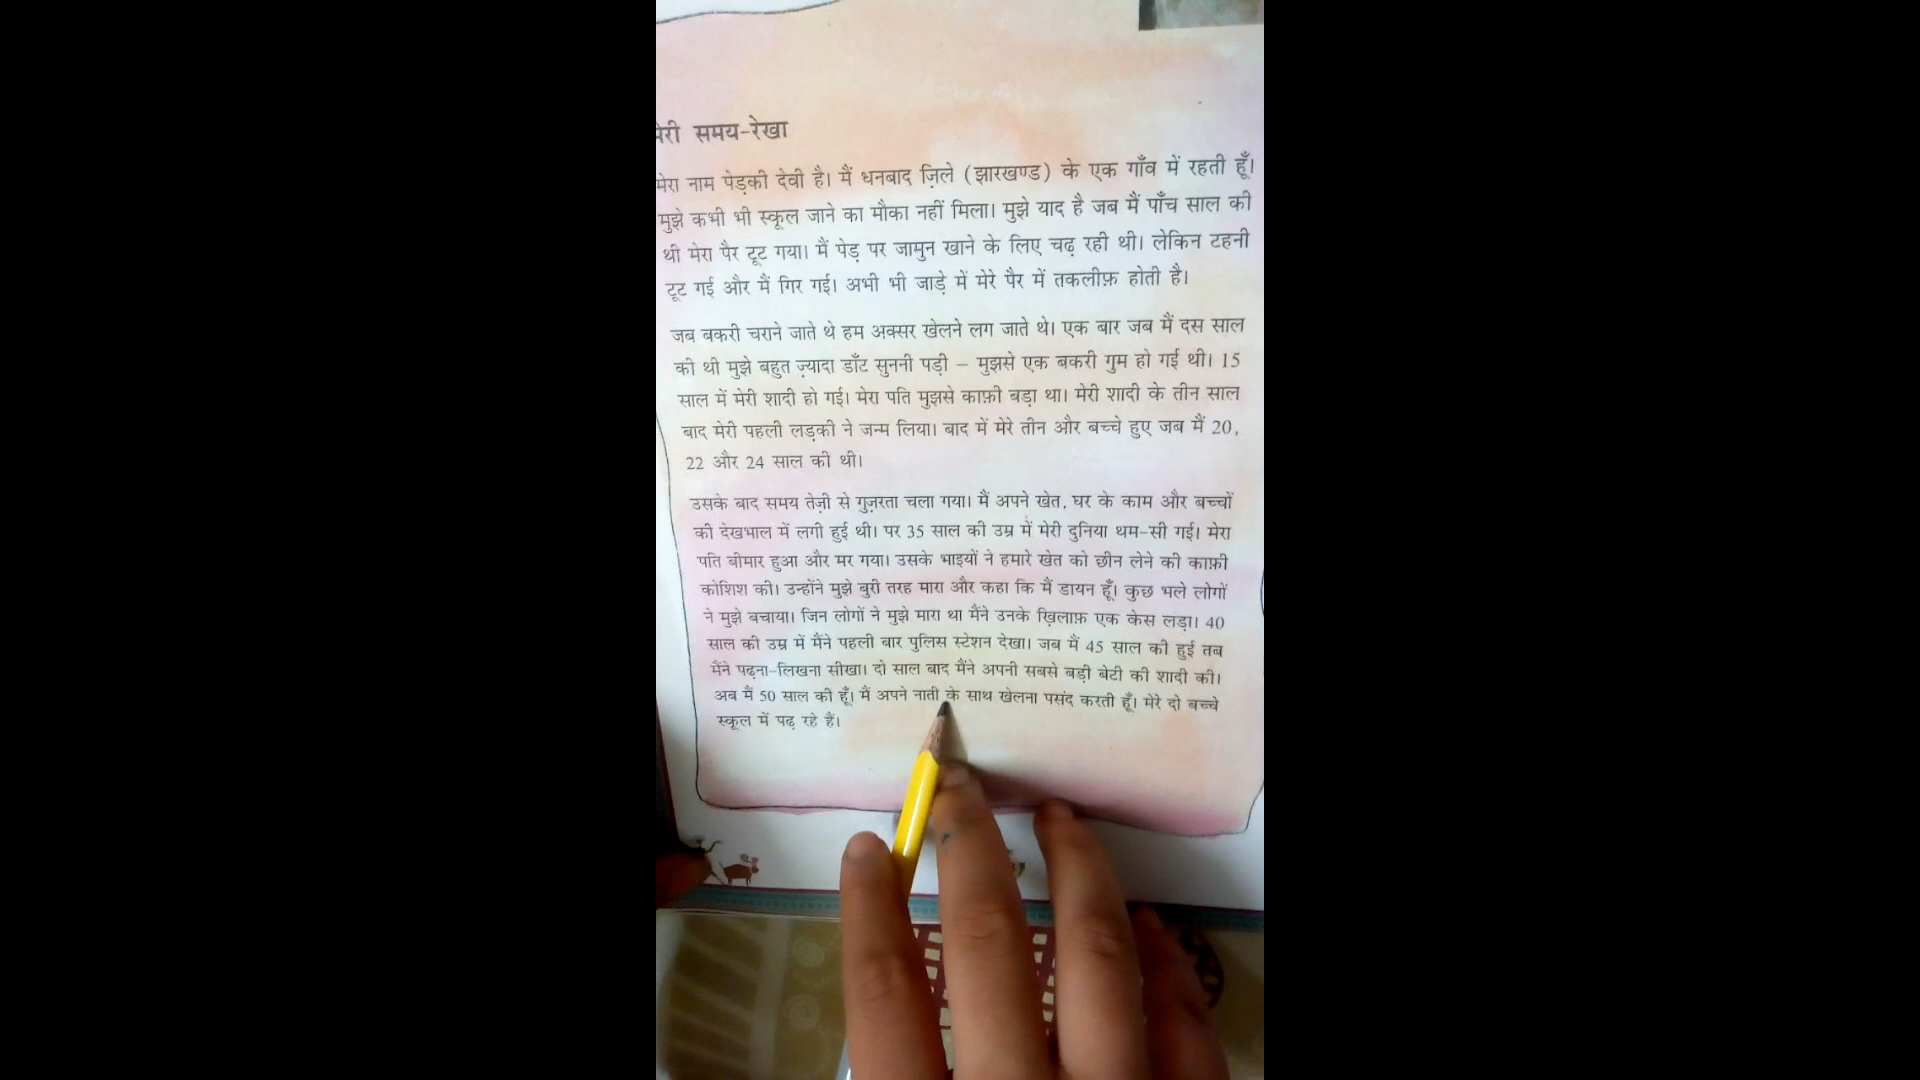 मेरी समय-रेखा
मेरा नाम पेड़की देवी है। मैं धनबाद ज़िले (झारखण्ड) के एक गाँव में रहती हूँ।
मुझे कभी भी स्कूल जाने का मौका नहीं मिला। मुझे याद है जब मैं पाँच साल की
थी मेरा पैर टूट गया। मैं पेड़ पर जामुन खाने के लिए चढ़ रही थी। लेकिन टहनी
टूट गई और मैं गिर गई। अभी भी जाड़े में मेरे पैर में तकलीफ़ होती है।
जब बकरी चराने जाते थे हम अक्सर खेलने लग जाते थे। एक बार जब मैं दस साल
की थी मुझे बहुत ज़्यादा डाँट सुननी पड़ी – मुझसे एक बकरी गुम हो गई थी। 15
साल में मेरी शादी हो गई। मेरा पति मुझसे काफ़ी बड़ा था। मेरी शादी के तीन साल
बाद मेरी पहली लड़की ने जन्म लिया। बाद में मेरे तीन और बच्चे हुए जब मैं 20,
22 और 24 साल की थी।
उसके बाद समय तेज़ी से गुज़रता चला गया। मैं अपने खेत, घर के काम और बच्चों
की देखभाल में लगी हुई थी। पर 35 साल की उम्र में मेरी दुनिया थम-सी गई। मेरा
पति बीमार हुआ और मर गया। उसके भाइयों ने हमारे खेत को छीन लेने की काफ़ी
कोशिश की। उन्होंने मुझे बुरी तरह मारा और कहा कि मैं डायन हूँ। कुछ भले लोगों
ने मुझे बचाया। जिन लोगों ने मुझे मारा था मैंने उनके ख़िलाफ़ एक केस लड़ा। 40
साल की उम्र में मैंने पहली बार पुलिस स्टेशन देखा। जब मैं 45 साल की हुई तब
मैंने पढ़ना-लिखना सीखा। दो साल बाद मैंने अपनी सबसे बड़ी बेटी की शादी की।
अब मैं 50 साल की हूँ। मैं अपने नाती के साथ खेलना पसंद करती हूँ। मेरे दो बच्चे
स्कूल में पढ़ रहे हैं।